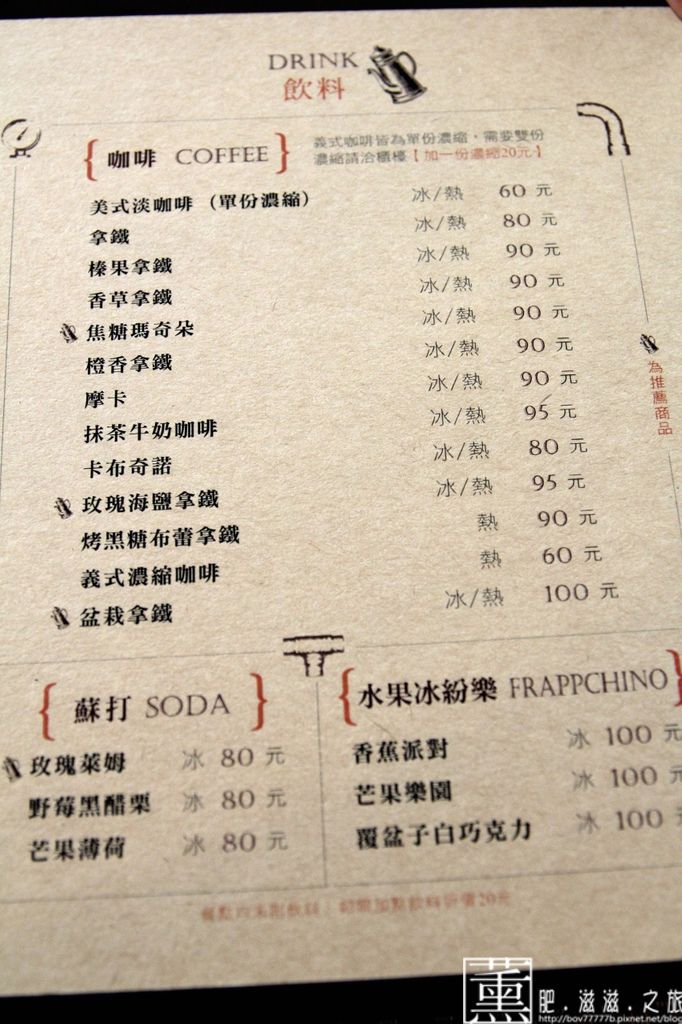 DRINK
飲料
{ 咖啡 COFFEE }
義式咖啡皆為單份濃縮，需要雙份
濃縮請洽櫃檯【加一份濃縮20元】
美式淡咖啡（單份濃縮） 冰/熱 60 元
拿鐵 冰/熱 80 元
榛果拿鐵 冰/熱 90 元
香草拿鐵 冰/熱 90 元
焦糖瑪奇朵 冰/熱 90 元
橙香拿鐵 冰/熱 90 元
摩卡 冰/熱 90 元
抹茶牛奶咖啡 冰/熱 95 元
卡布奇諾 冰/熱 80 元
玫瑰海鹽拿鐵 冰/熱 95 元
烤黑糖布蕾拿鐵 熱 90 元
義式濃縮咖啡 熱 60 元
盆栽拿鐵 冰/熱 100 元
為推薦商品
{ 蘇打 SODA }
玫瑰萊姆 冰 80 元
野莓黑醋栗 冰 80 元
芒果薄荷 冰 80 元
{ 水果冰紛樂 FRAPPCHINO }
香蕉派對 冰 100 元
芒果樂園 冰 100 元
覆盆子白巧克力 冰 100
20元
薰 肥.滋滋.之旅
http://bov77777b.pixnet.net/blog